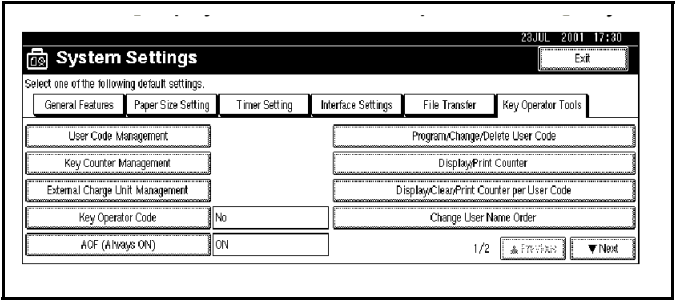 23JUL 2001 17:30
System Settings
Exit
Select one of the following default settings.
General Features Paper Size Setting Timer Setting Interface Settings File Transfer Key Operator Tools
User Code Management Program/Change/Delete User Code
Key Counter Management Display/Print Counter
External Charge Unit Management Display/Clear/Print Counter per User Code
Key Operator Code No Change User Name Order
AOF (Always ON) ON 1/2 ▲ Previous ▼ Next